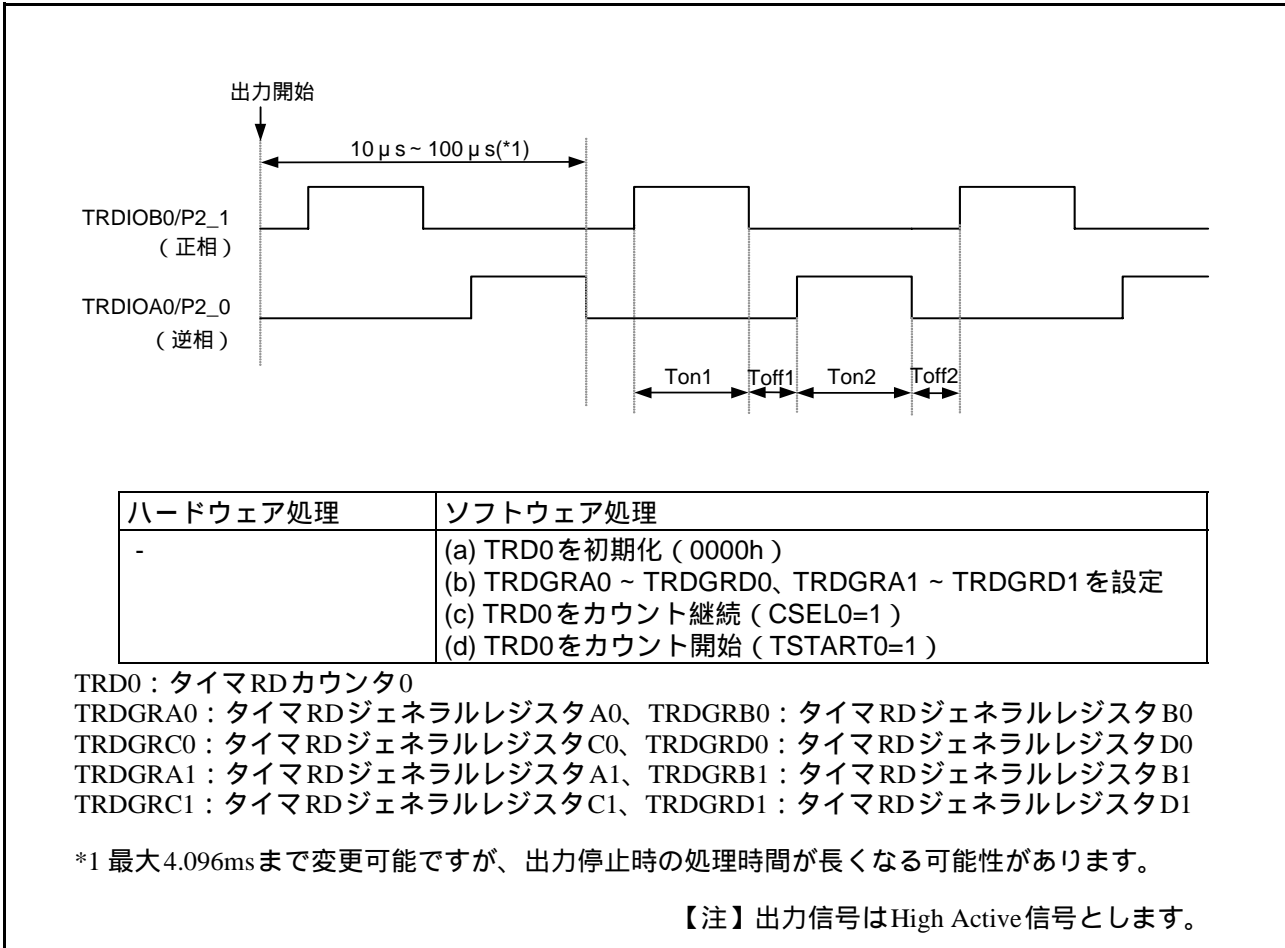 出力開始
10μs~100μs(*1)
TRDIOB0/P2_1
(正相)
TRDIOA0/P2_0
(逆相)
Ton1 Toff1 Ton2 Toff2
ハードウェア処理 ソフトウェア処理
- (a) TRD0を初期化(0000h)
(b) TRDGRA0~TRDGRD0、TRDGRA1~TRDGRD1を設定
(c) TRD0をカウント継続(CSEL0=1)
(d) TRD0をカウント開始(TSTART0=1)
TRD0:タイマRDカウンタ0
TRDGRA0:タイマRDジェネラルレジスタA0、TRDGRB0:タイマRDジェネラルレジスタB0
TRDGRC0:タイマRDジェネラルレジスタC0、TRDGRD0:タイマRDジェネラルレジスタD0
TRDGRA1:タイマRDジェネラルレジスタA1、TRDGRB1:タイマRDジェネラルレジスタB1
TRDGRC1:タイマRDジェネラルレジスタC1、TRDGRD1:タイマRDジェネラルレジスタD1
*1 最大4.096msまで変更可能ですが、出力停止時の処理時間が長くなる可能性があります。
【注】出力信号はHigh Active信号とします。